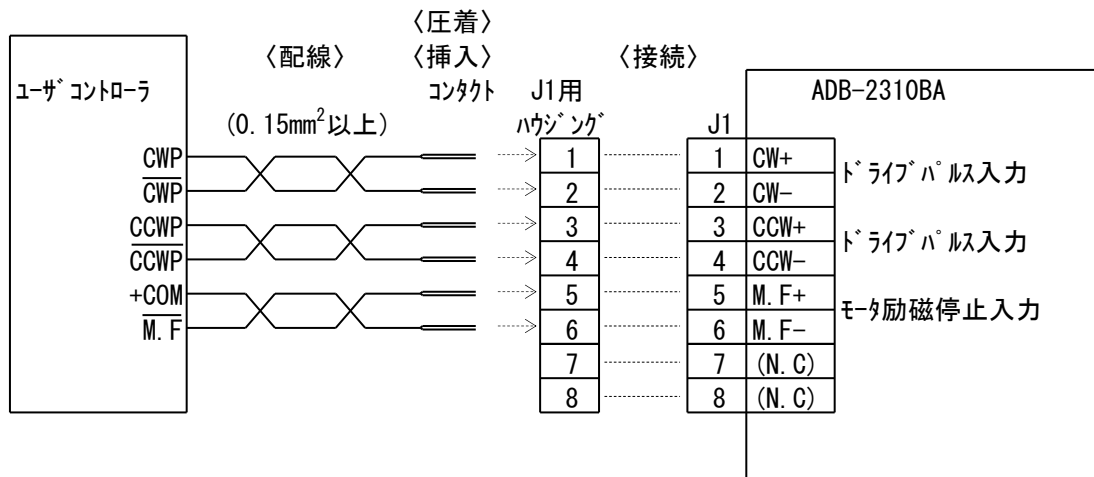 〈圧着〉
〈配線〉 〈挿入〉 〈接続〉
ﾕｰｻﾞｺﾝﾄﾛｰﾗ ｺﾝﾀｸﾄ J1用 ADB-2310BA
(0.15mm²以上) ﾊｳｼﾞﾝｸﾞ J1
CWP 1 1 CW+
C̅W̅P̅ 2 2 CW-
ﾄﾞﾗｲﾌﾞﾊﾟﾙｽ入力
CCWP 3 3 CCW+
C̅C̅W̅P̅ 4 4 CCW-
ﾄﾞﾗｲﾌﾞﾊﾟﾙｽ入力
+COM 5 5 M.F+
M̅.̅F̅ 6 6 M.F-
ﾓｰﾀ励磁停止入力
7 7 (N.C)
8 8 (N.C)